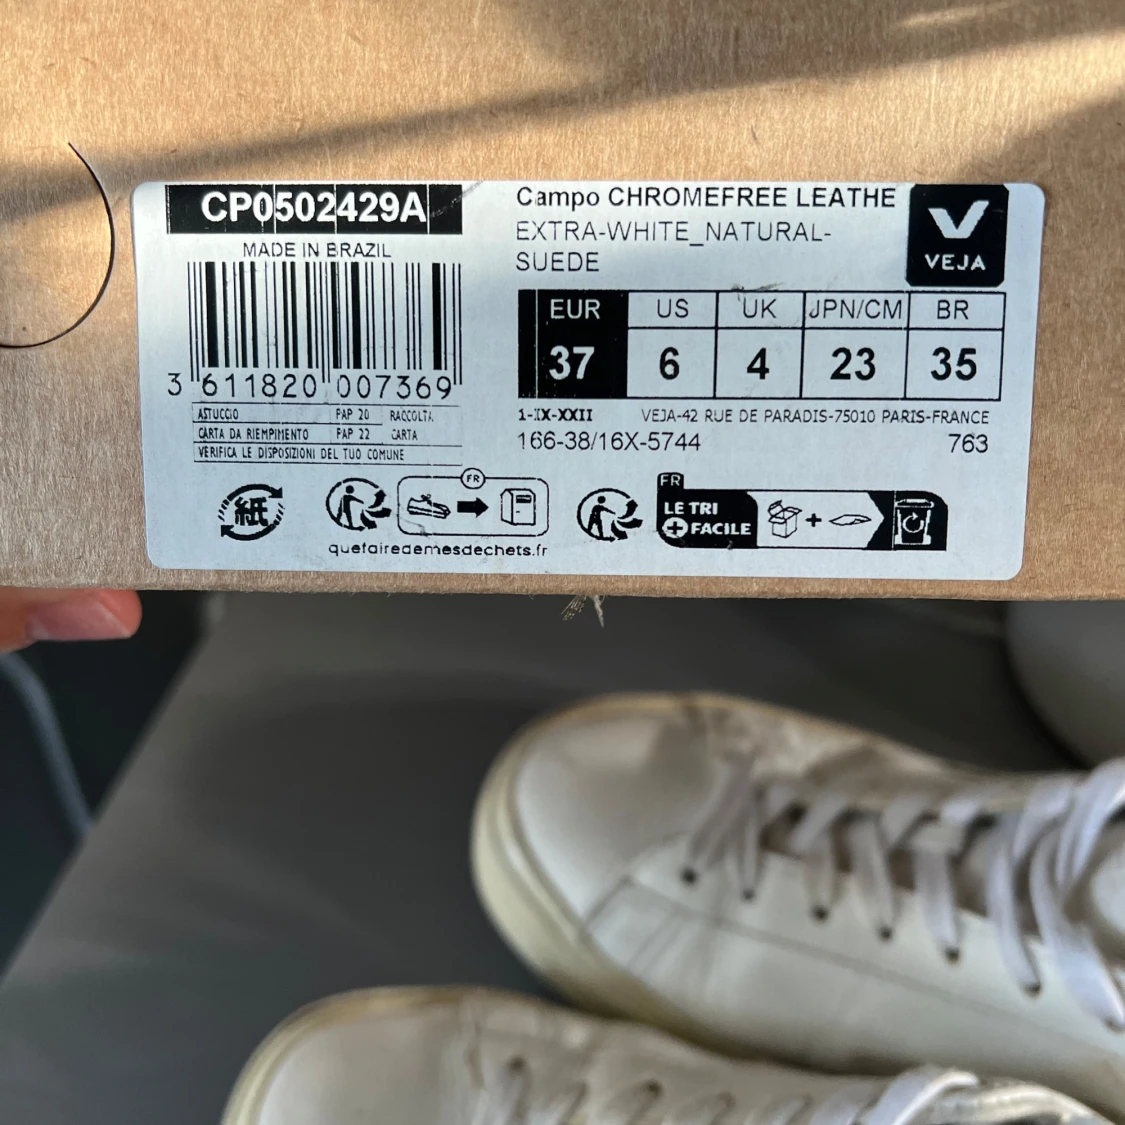 CP0502429A
MADE IN BRAZIL
3 611820 007369
ASTUCCIO PAP 20 RACCOLTA
CARTA DA RIEMPIMENTO PAP 22 CARTA
VERIFICA LE DISPOSIZIONI DEL TUO COMUNE
Campo CHROMEFREE LEATHE
EXTRA-WHITE_NATURAL-
SUEDE
VEJA
EUR US UK JPN/CM BR
37 6 4 23 35
1-IX-XXII VEJA-42 RUE DE PARADIS-75010 PARIS-FRANCE
166-38/16X-5744 763
紙
FR
quefairedemesdechets.fr
FR
LE TRI
+ FACILE
+